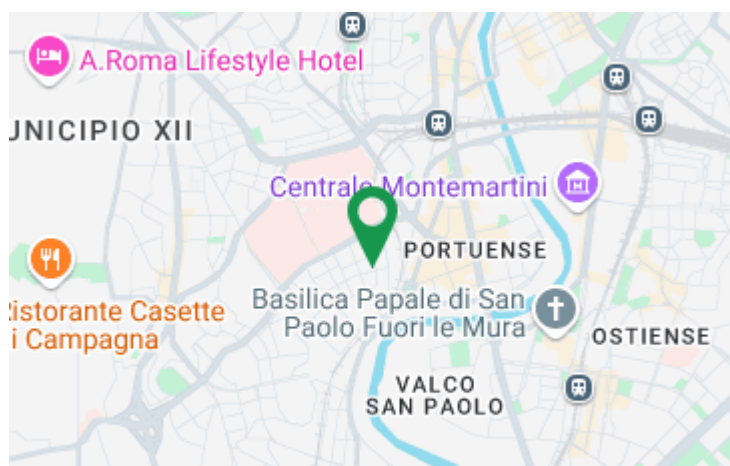 A.Roma Lifestyle Hotel
UNICIPIO XII
Centrale Montemartini
PORTUENSE
Ristorante Casette
i Campagna
Basilica Papale di San
Paolo Fuori le Mura
OSTIENSE
VALCO
SAN PAOLO